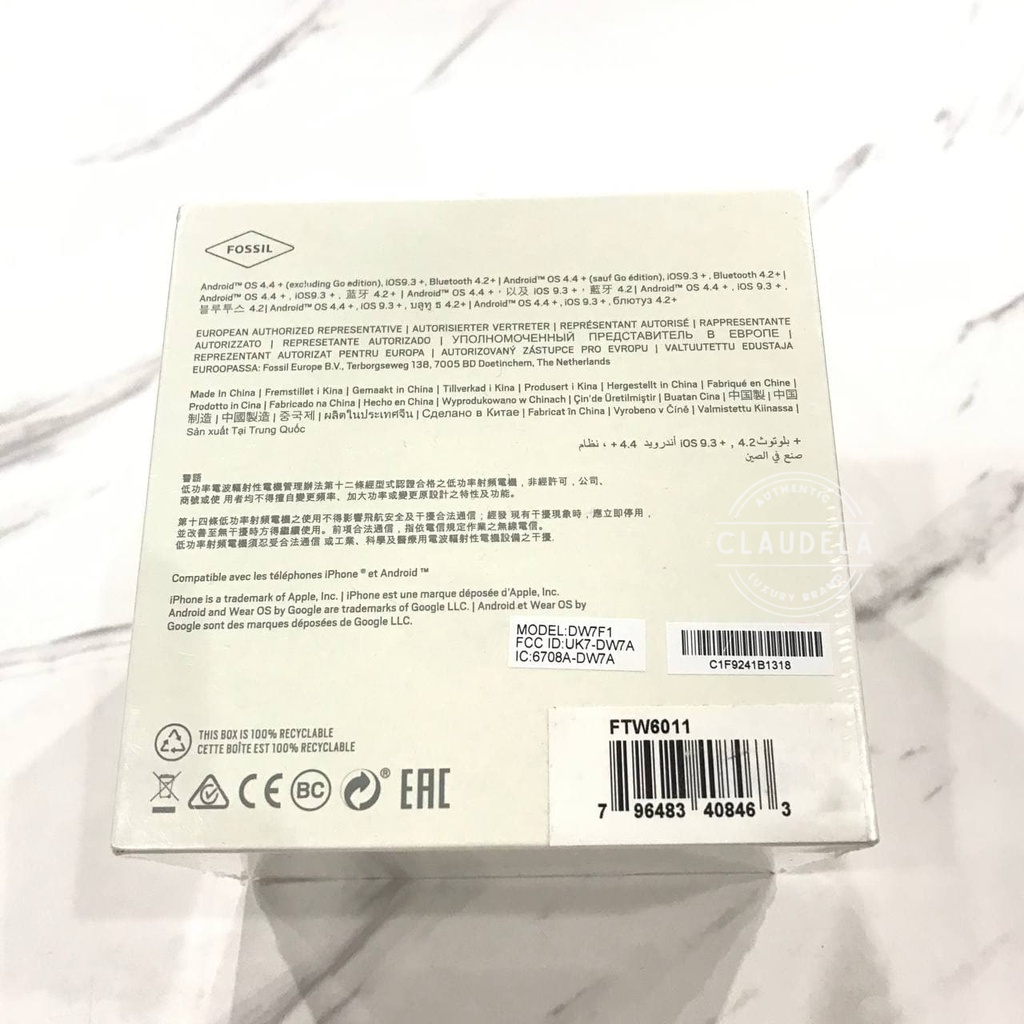 FOSSIL
Android™ OS 4.4 + (excluding Go edition), iOS9.3 + , Bluetooth 4.2+ | Android™ OS 4.4 + (sauf Go édition), iOS9.3 + , Bluetooth 4.2+ |
Android™ OS 4.4 + , iOS9.3 + , 蓝牙 4.2+ | Android™ OS 4.4 + , 以及 iOS 9.3 + , 藍牙 4.2| Android™ OS 4.4 + , iOS 9.3 + ,
블루투스 4.2| Android™ OS 4.4 + , iOS 9.3 + , บลูทู ธ 4.2+ | Android™ OS 4.4 + , iOS 9.3 + , блютуз 4.2+
EUROPEAN AUTHORIZED REPRESENTATIVE | AUTORISIERTER VERTRETER | REPRÉSENTANT AUTORISÉ | RAPPRESENTANTE
AUTORIZZATO | REPRESETANTE AUTORIZADO | УПОЛНОМОЧЕННЫЙ ПРЕДСТАВИТЕЛЬ В ЕВРОПЕ |
REPREZENTANT AUTORIZAT PENTRU EUROPA | AUTORIZOVANÝ ZÁSTUPCE PRO EVROPU | VALTUUTETTU EDUSTAJA
EUROOPASSA: Fossil Europe B.V., Terborgseweg 138, 7005 BD Doetinchem, The Netherlands
Made In China | Fremstillet i Kina | Gemaakt in China | Tillverkad i Kina | Produsert i Kina | Hergestellt in China | Fabriqué en Chine |
Prodotto in Cina | Fabricado na China | Hecho en China | Wyprodukowano w Chinach | Çin'de Üretilmiştir | Buatan Cina | 中国製 | 中国
制造 | 中國製造 | 중국제 | ผลิตในประเทศจีน | Сделано в Китае | Fabricat în China | Vyrobeno v Číně | Valmistettu Kiinassa |
Sản xuất Tại Trung Quốc
+ بلوتوث4.2 , + iOS 9.3 أندرويد 4.4 + , نظام
صنع في الصين
警語
低功率電波輻射性電機管理辦法第十二條經型式認證合格之低功率射頻電機，非經許可，公司、
商號或使 用者均不得擅自變更頻率、加大功率或變更原設計之特性及功能。
第十四條低功率射頻電機之使用不得影響飛航安全及干擾合法通信；經發 現有干擾現象時，應立即停用，
並改善至無干擾時方得繼續使用。前項合法通信，指依電信規定作業之無線電信。
低功率射頻電機須忍受合法通信 或工業、科學及醫療用電波輻射性電機設備之干擾.
Compatible avec les téléphones iPhone ® et Android ™
iPhone is a trademark of Apple, Inc. | iPhone est une marque déposée d'Apple, Inc.
Android and Wear OS by Google are trademarks of Google LLC. | Android et Wear OS by
Google sont des marques déposées de Google LLC.
AUTHENTIC
CLAUDELA
LUXURY BRAND
MODEL:DW7F1
FCC ID:UK7-DW7A
IC:6708A-DW7A
C1F9241B1318
THIS BOX IS 100% RECYCLABLE
CETTE BOÎTE EST 100% RECYCLABLE
CE BC ® EAC
FTW6011
7 96483 40846 3